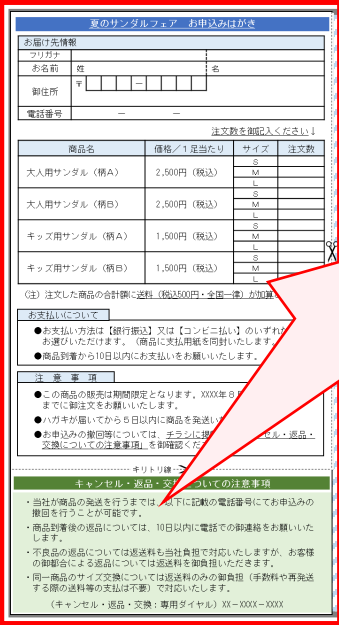 夏のサンダルフェア　お申込みはがき
お届け先情報
フリガナ
お名前　姓　名
御住所　〒　－
電話番号　－　－
注文数を御記入ください↓
商品名　価格／１足当たり　サイズ　注文数
大人用サンダル（柄Ａ）　2,500円（税込）　S　M　L
大人用サンダル（柄Ｂ）　2,500円（税込）　S　M　L
キッズ用サンダル（柄Ａ）　1,500円（税込）　S　M　L
キッズ用サンダル（柄Ｂ）　1,500円（税込）　S　M　L
（注）注文した商品の合計額に送料（税込500円・全国一律）が加算
お支払いについて
●お支払い方法は【銀行振込】又は【コンビニ払い】のいずれか
お選びいただけます。（商品に支払用紙を同封いたします。
●商品到着から10日以内にお支払いをお願いいたします。
注　意　事　項
●この商品の販売は期間限定となります。XXXX年８
までに御注文をお願いいたします。
●ハガキが届いてから５日以内に商品を発送い
●お申込みの撤回等については、チラシに　セル・返品・
交換についての注意事項」を御確認くだ
キリトリ線
キャンセル・返品・交換についての注意事項
・当社が商品の発送を行うまでは、以下に記載の電話番号にてお申込みの
撤回を行うことが可能です。
・商品到着後の返品については、10日以内に電話での御連絡をお願いいた
します。
・不良品の返品については返送料も当社負担で対応いたしますが、お客様
の御都合による返品については返送料を御負担いただきます。
・同一商品のサイズ交換については返送料のみの御負担（手数料や再発送
する際の送料等の支払は不要）で対応いたします。
（キャンセル・返品・交換：専用ダイヤル）XX－XXXX－XXXX